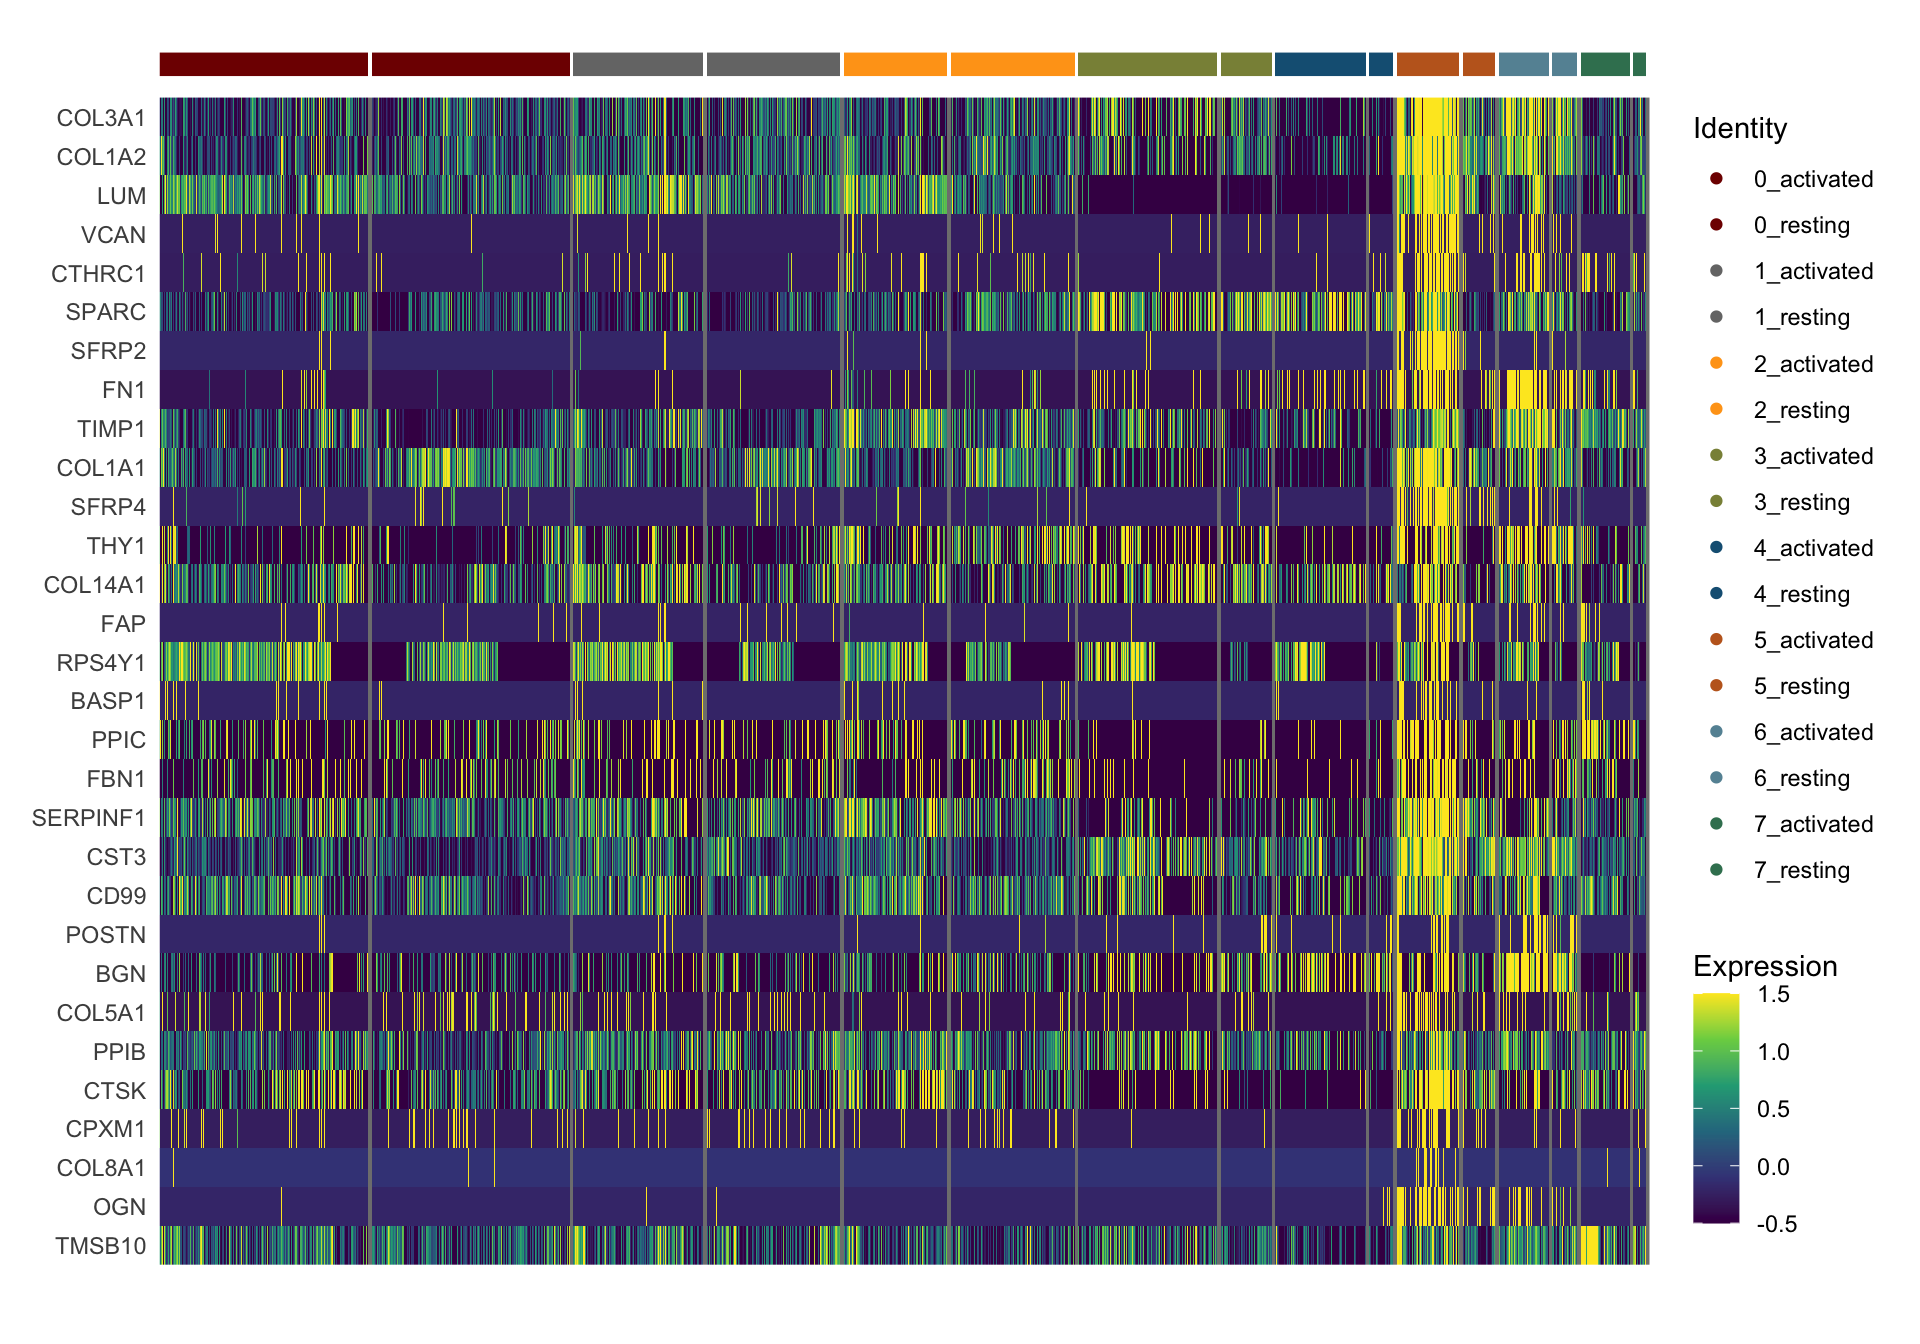 COL3A1
COL1A2
LUM
VCAN
CTHRC1
SPARC
SFRP2
FN1
TIMP1
COL1A1
SFRP4
THY1
COL14A1
FAP
RPS4Y1
BASP1
PPIC
FBN1
SERPINF1
CST3
CD99
POSTN
BGN
COL5A1
PPIB
CTSK
CPXM1
COL8A1
OGN
TMSB10
Identity
0_activated
0_resting
1_activated
1_resting
2_activated
2_resting
3_activated
3_resting
4_activated
4_resting
5_activated
5_resting
6_activated
6_resting
7_activated
7_resting
Expression
1.5
1.0
0.5
0.0
-0.5